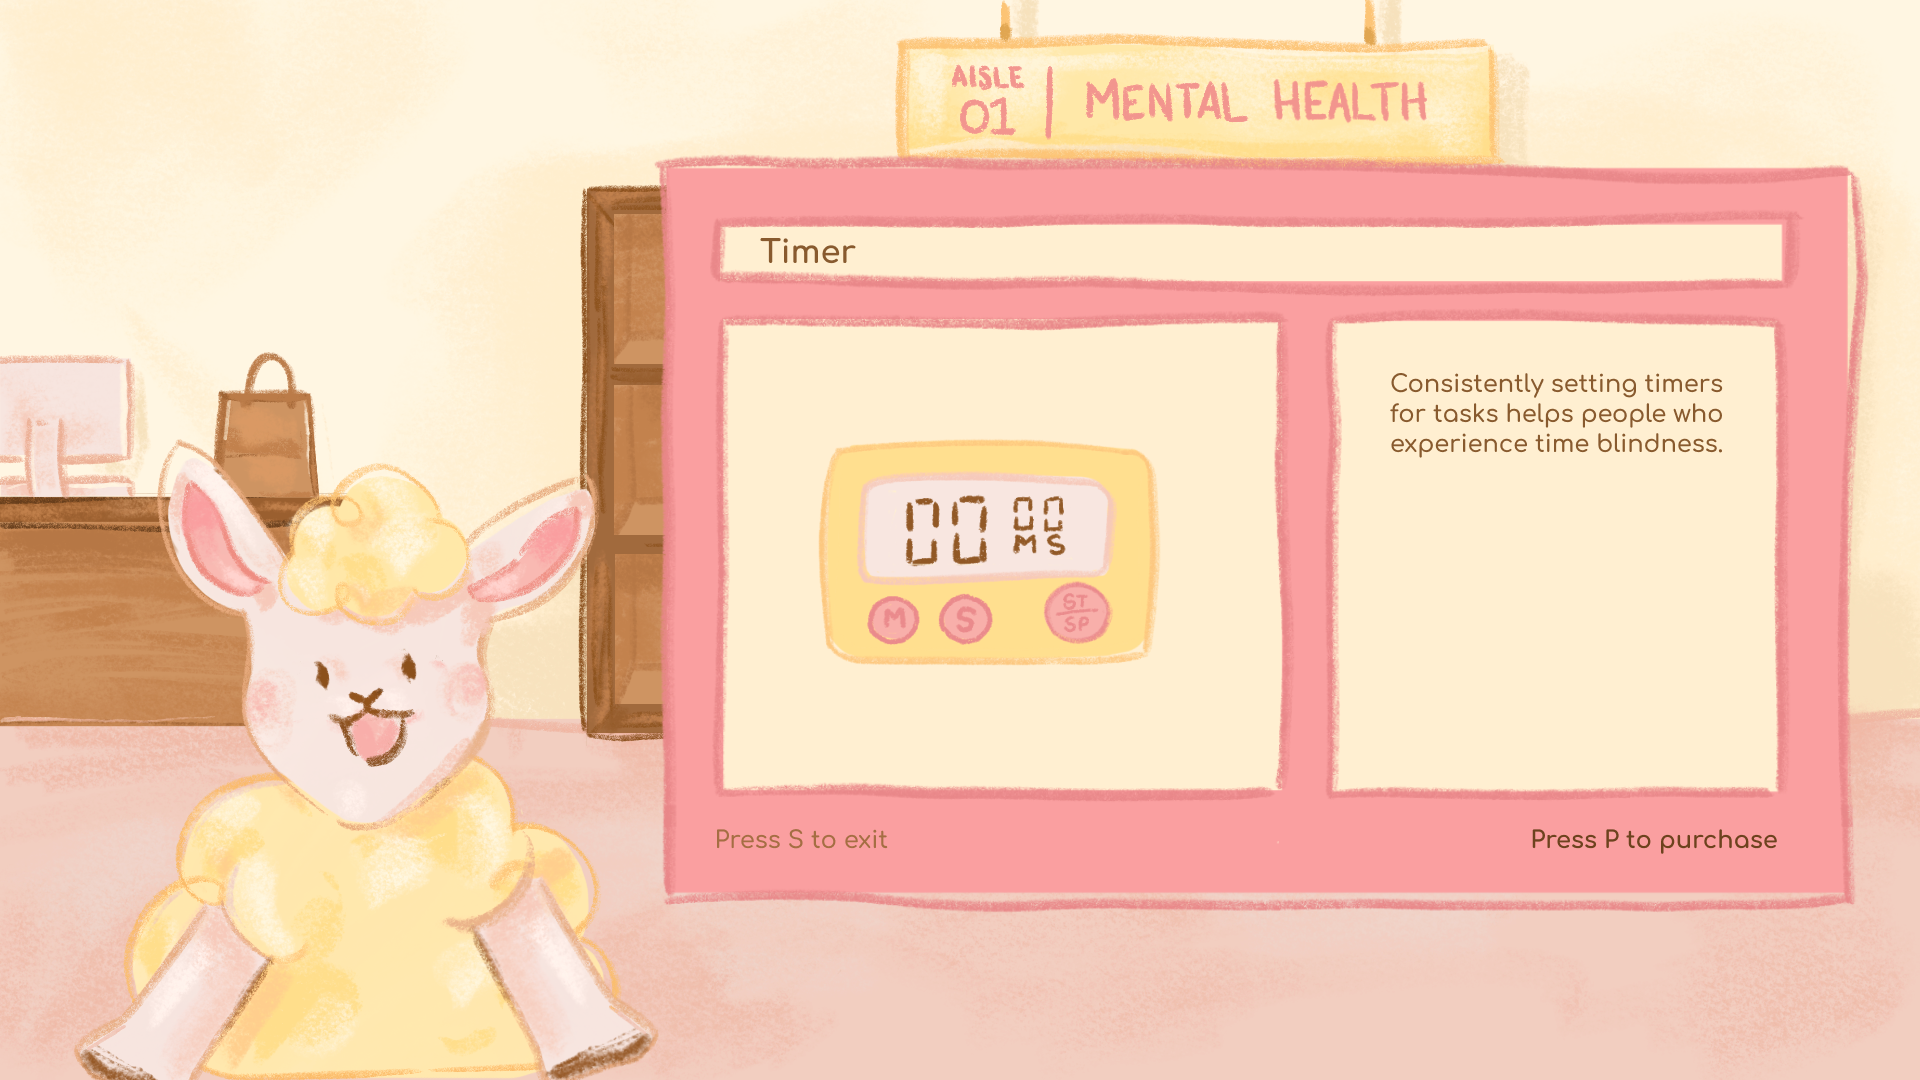 AISLE
01
MENTAL HEALTH
Timer
00 00
M S
M S ST
SP
Consistently setting timers
for tasks helps people who
experience time blindness.
Press S to exit
Press P to purchase